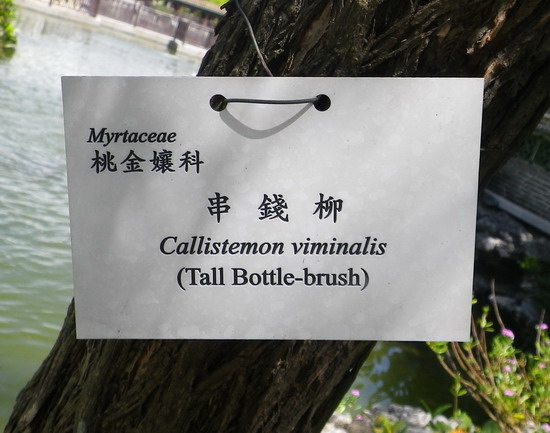 Myrtaceae
桃金孃科
串錢柳
Callistemon viminalis
(Tall Bottle-brush)